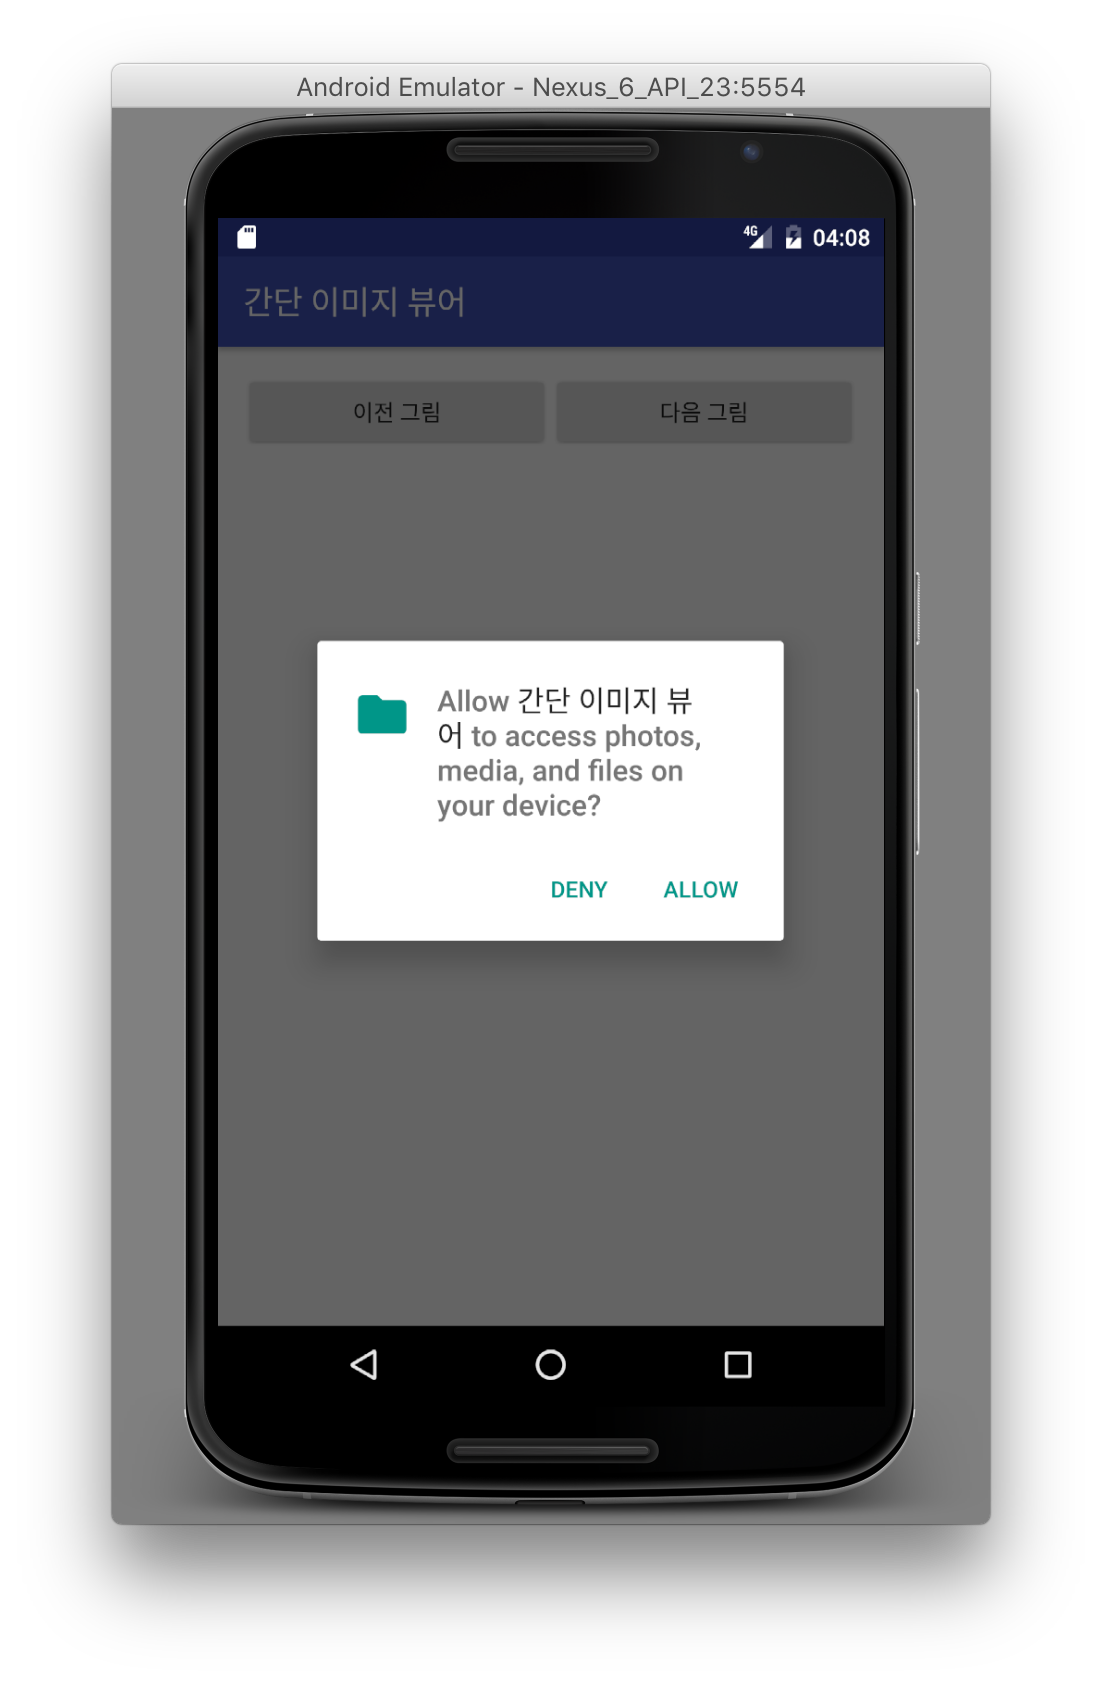 Android Emulator - Nexus_6_API_23:5554
4G 04:08
간단 이미지 뷰어
이전 그림 다음 그림
Allow 간단 이미지 뷰
어 to access photos,
media, and files on
your device?
DENY ALLOW